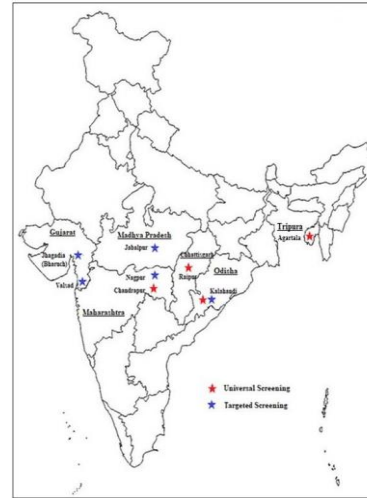 Tripura
Agartala
Gujarat
Madhya Pradesh
Jabalpur
Jhagadia
(Bharuch)
Chhattisgarh
Odisha
Raipur
Nagpur
Valsad
Kalahandi
Chandrapur
Maharashtra
Universal Screening
Targeted Screening